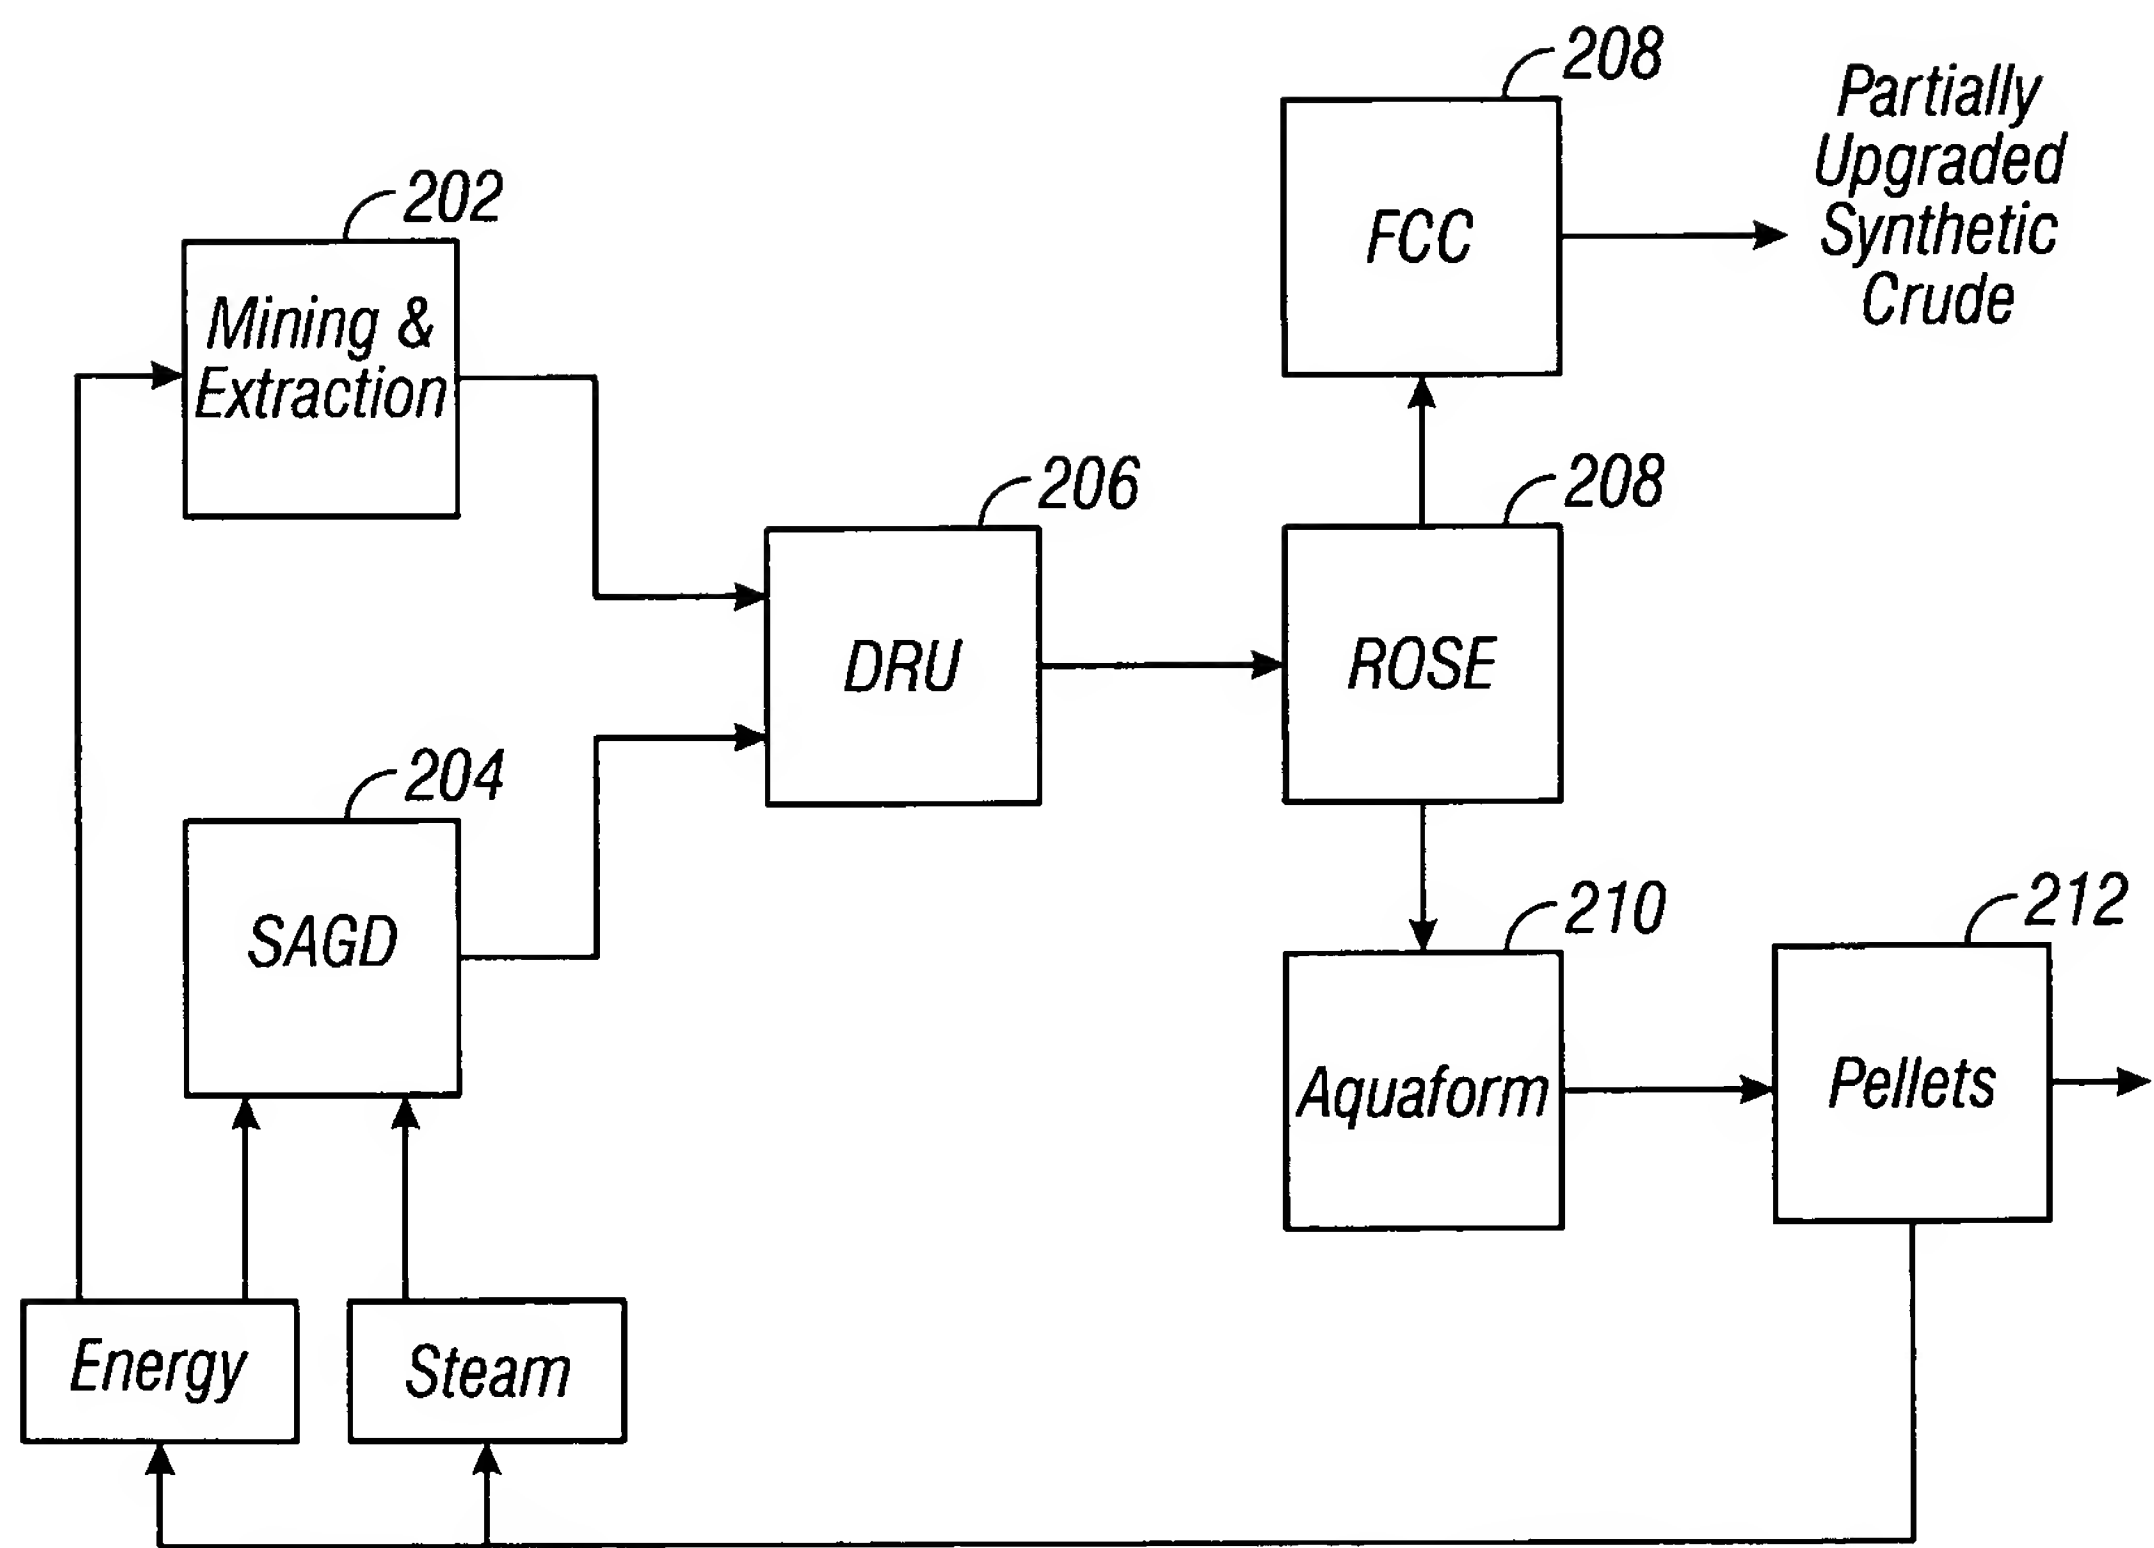 208
Partially
Upgraded
Synthetic
Crude
FCC
202
Mining &
Extraction
206
208
DRU
ROSE
204
SAGD
210
212
Aquaform
Pellets
Energy
Steam